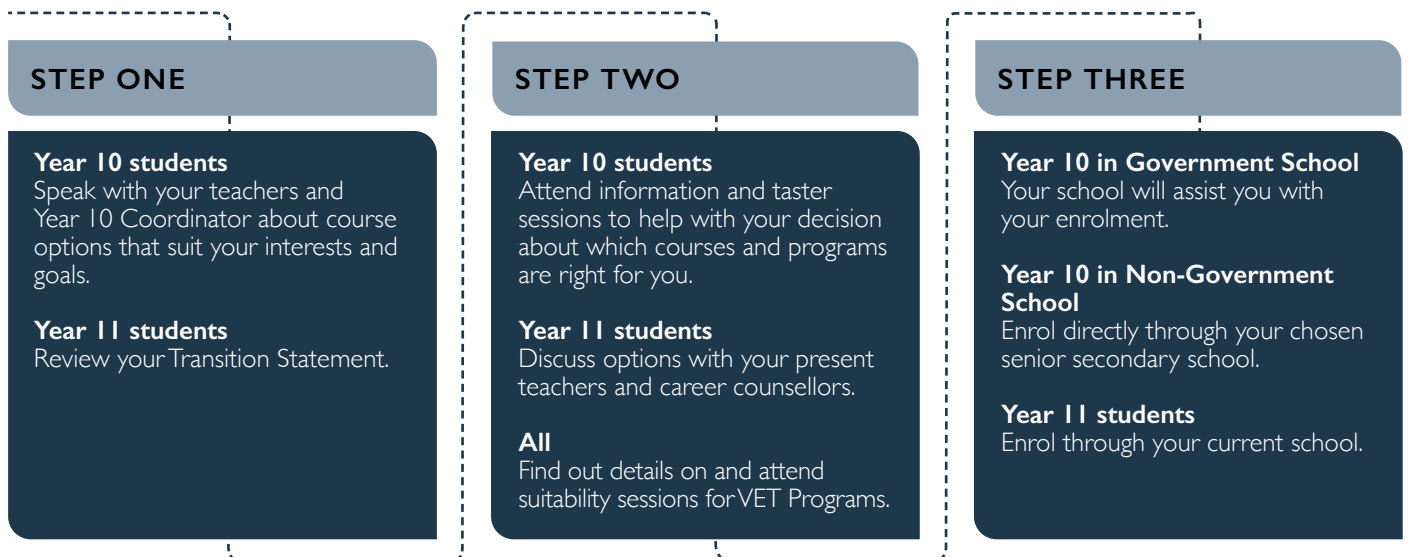 STEP ONE
Year 10 students
Speak with your teachers and
Year 10 Coordinator about course
options that suit your interests and
goals.
Year 11 students
Review your Transition Statement.
STEP TWO
Year 10 students
Attend information and taster
sessions to help with your decision
about which courses and programs
are right for you.
Year 11 students
Discuss options with your present
teachers and career counsellors.
All
Find out details on and attend
suitability sessions for VET Programs.
STEP THREE
Year 10 in Government School
Your school will assist you with
your enrolment.
Year 10 in Non-Government
School
Enrol directly through your chosen
senior secondary school.
Year 11 students
Enrol through your current school.